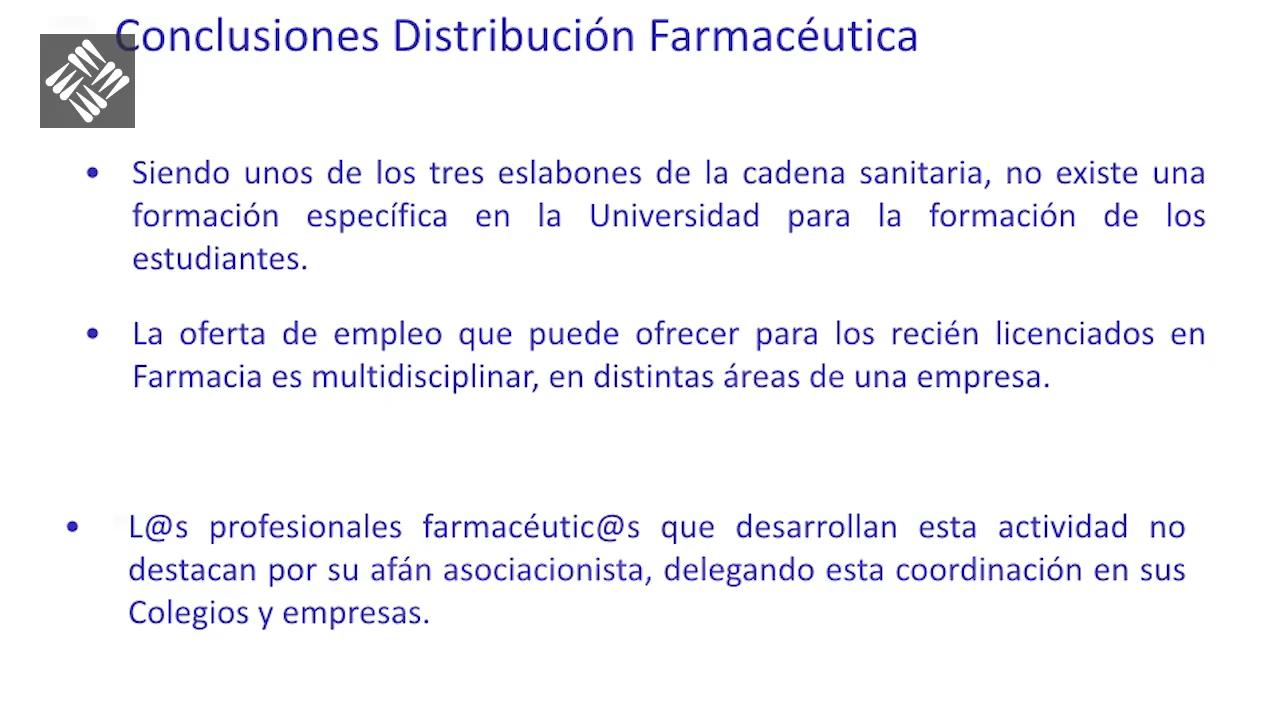 Conclusiones Distribución Farmacéutica
• Siendo unos de los tres eslabones de la cadena sanitaria, no existe una
formación específica en la Universidad para la formación de los
estudiantes.
• La oferta de empleo que puede ofrecer para los recién licenciados en
Farmacia es multidisciplinar, en distintas áreas de una empresa.
• L@s profesionales farmacéutic@s que desarrollan esta actividad no
destacan por su afán asociacionista, delegando esta coordinación en sus
Colegios y empresas.